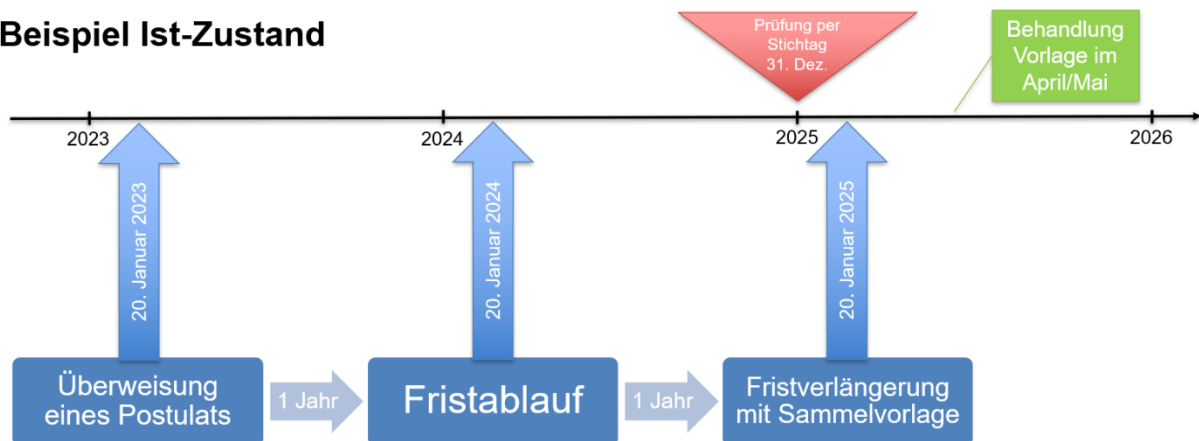 Beispiel Ist-Zustand
Prüfung per
Stichtag
31. Dez.
Behandlung
Vorlage im
April/Mai
2023
2024
2025
2026
20. Januar 2023
20. Januar 2024
20. Januar 2025
Überweisung
eines Postulats
1 Jahr
Fristablauf
1 Jahr
Fristverlängerung
mit Sammelvorlage